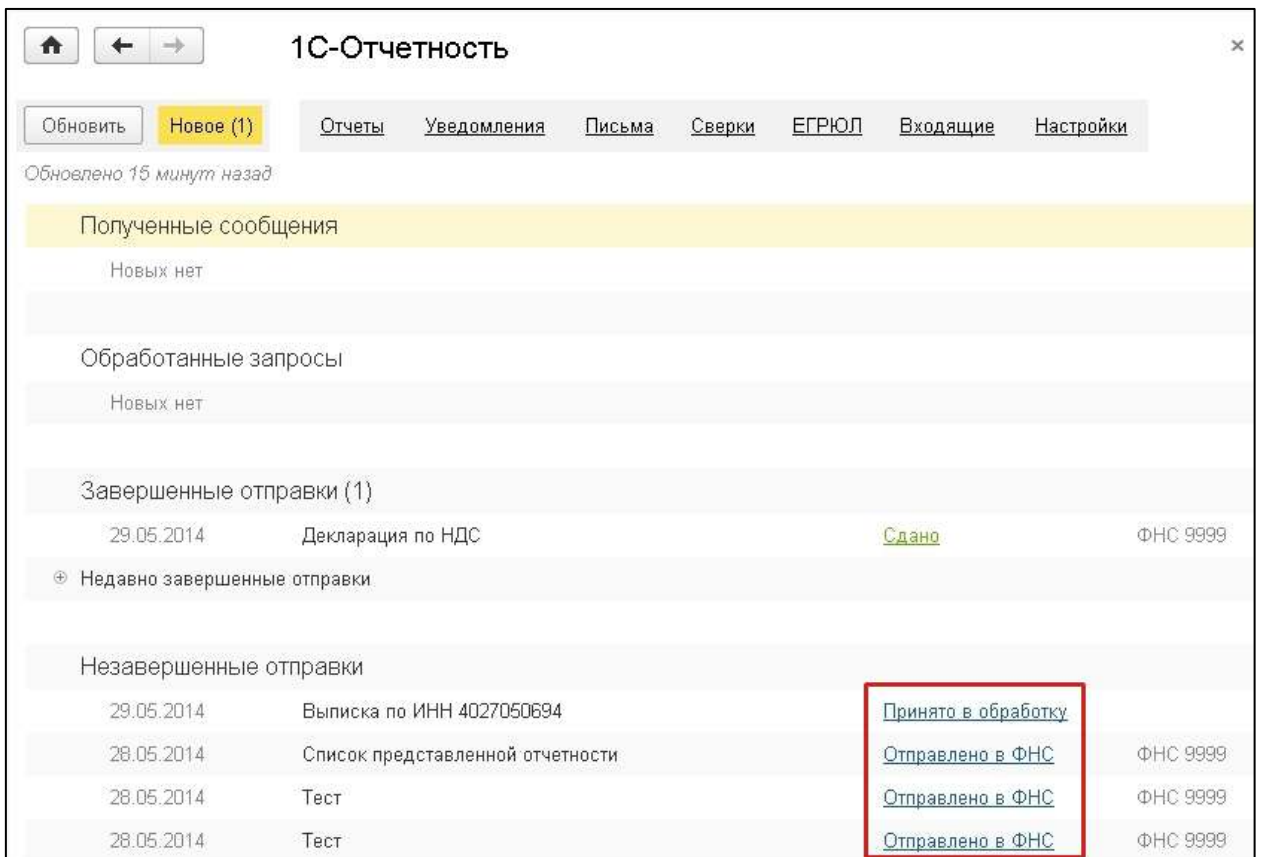 1С-Отчетность
Обновить Новое (1) Отчеты Уведомления Письма Сверки ЕГРЮЛ Входящие Настройки
Обновлено 15 минут назад
Полученные сообщения
Новых нет
Обработанные запросы
Новых нет
Завершенные отправки (1)
29.05.2014 Декларация по НДС Сдано ФНС 9999
Недавно завершенные отправки
Незавершенные отправки
29.05.2014 Выписка по ИНН 4027050694 Принято в обработку
28.05.2014 Список представленной отчетности Отправлено в ФНС ФНС 9999
28.05.2014 Тест Отправлено в ФНС ФНС 9999
28.05.2014 Тест Отправлено в ФНС ФНС 9999